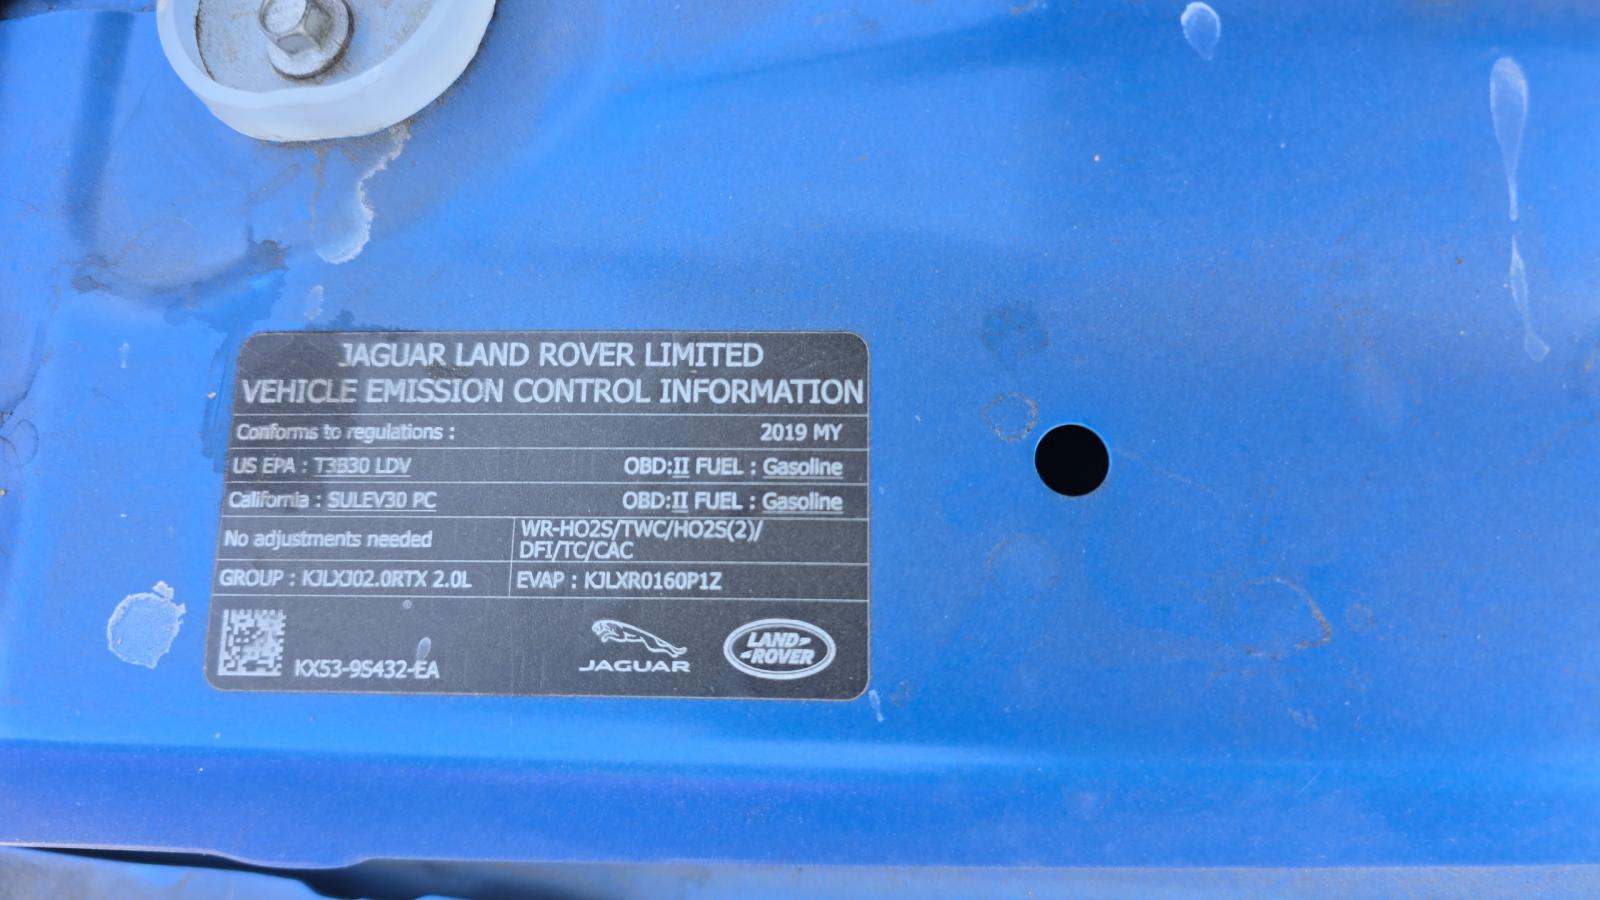 JAGUAR LAND ROVER LIMITED
VEHICLE EMISSION CONTROL INFORMATION
Conforms to regulations : 2019 MY
US EPA : T3B30 LDV OBD:II FUEL : Gasoline
California : SULEV30 PC OBD:II FUEL : Gasoline
No adjustments needed
WR-HO2S/TWC/HO2S(2)/
DFI/TC/CAC
GROUP : KJLXJ02.0RTX 2.0L EVAP : KJLXR0160P1Z
KX53-9S432-EA
JAGUAR
LAND-
-ROVER